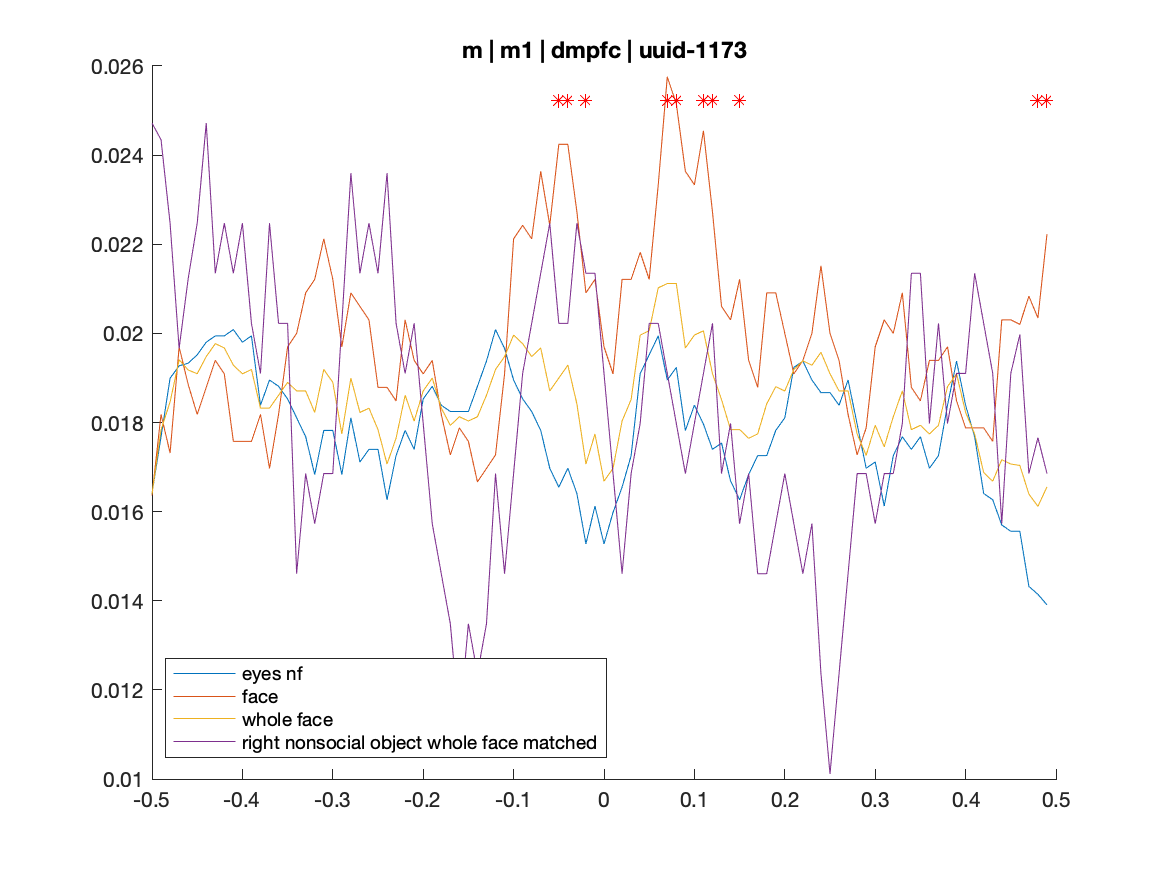 m | m1 | dmpfc | uuid-1173
0.026
0.024
0.022
0.02
0.018
0.016
0.014
0.012
0.01
eyes nf
face
whole face
right nonsocial object whole face matched
-0.5 -0.4 -0.3 -0.2 -0.1 0 0.1 0.2 0.3 0.4 0.5